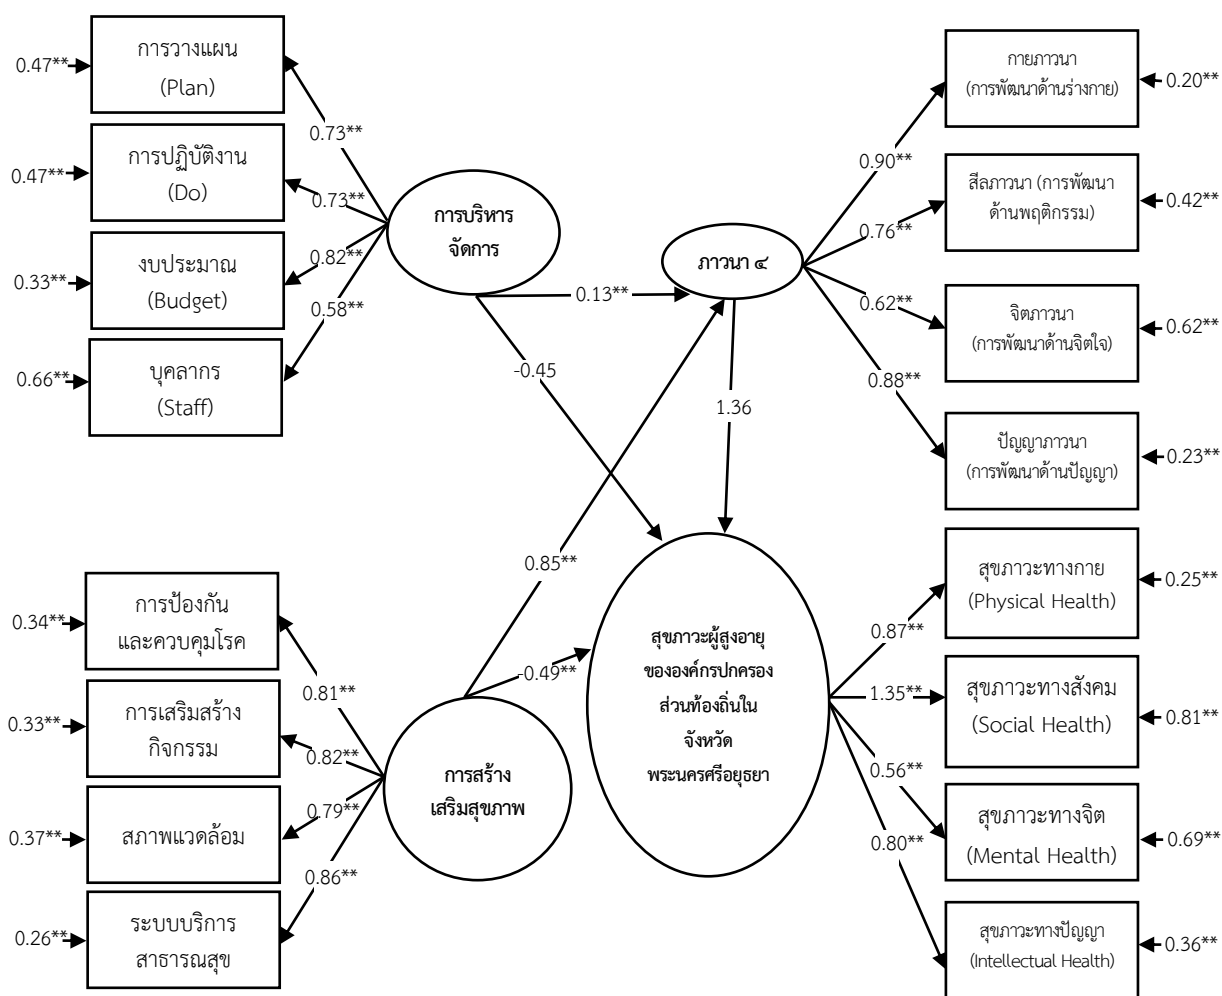 การวางแผน
(Plan)
0.47**
0.73**
การปฏิบัติงาน
(Do)
0.47**
0.73**
งบประมาณ
(Budget)
0.33**
0.82**
บุคลากร
(Staff)
0.66**
0.58**
การบริหาร
จัดการ
0.13**
-0.45
ภาวนา ๔
1.36
กายภาวนา
(การพัฒนาด้านร่างกาย)
0.20**
0.90**
สีลภาวนา (การพัฒนา
ด้านพฤติกรรม)
0.42**
0.76**
จิตภาวนา
(การพัฒนาด้านจิตใจ)
0.62**
0.62**
ปัญญาภาวนา
(การพัฒนาด้านปัญญา)
0.23**
0.88**
การป้องกัน
และควบคุมโรค
0.34**
0.81**
การเสริมสร้าง
กิจกรรม
0.33**
0.82**
สภาพแวดล้อม
0.37**
0.79**
ระบบบริการ
สาธารณสุข
0.26**
0.86**
การสร้าง
เสริมสุขภาพ
0.85**
-0.49**
สุขภาวะผู้สูงอายุ
ขององค์กรปกครอง
ส่วนท้องถิ่นใน
จังหวัด
พระนครศรีอยุธยา
สุขภาวะทางกาย
(Physical Health)
0.25**
0.87**
สุขภาวะทางสังคม
(Social Health)
0.81**
1.35**
สุขภาวะทางจิต
(Mental Health)
0.69**
0.56**
สุขภาวะทางปัญญา
(Intellectual Health)
0.36**
0.80**